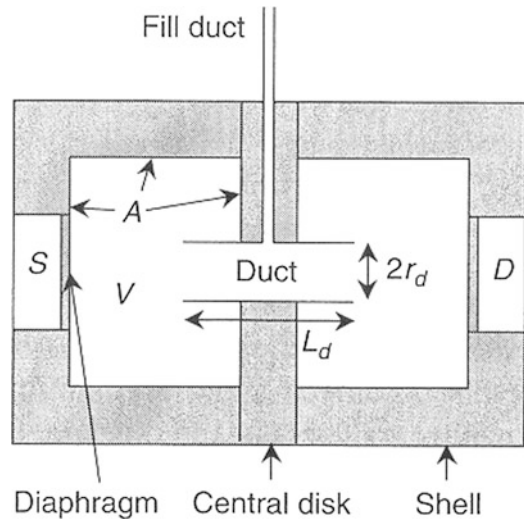 Fill duct
A
S
V
Duct
2r_d
D
L_d
Diaphragm
Central disk
Shell